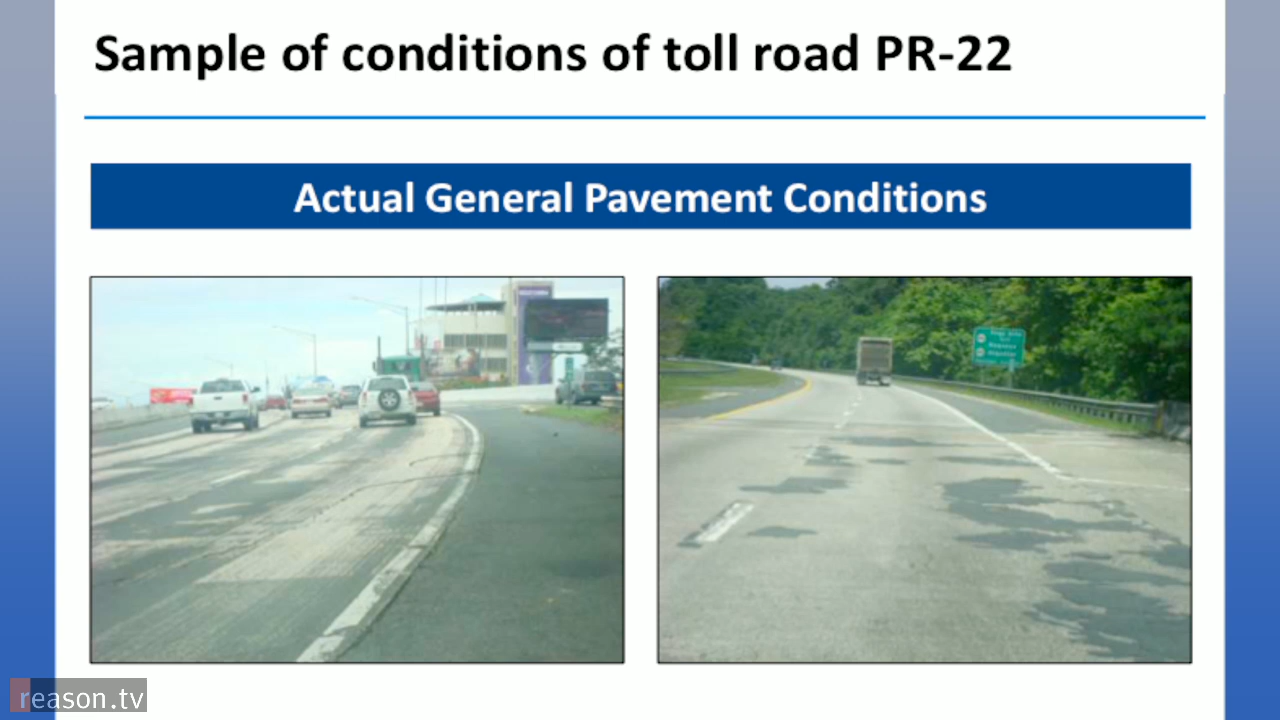 Sample of conditions of toll road PR-22
Actual General Pavement Conditions
reason.tv